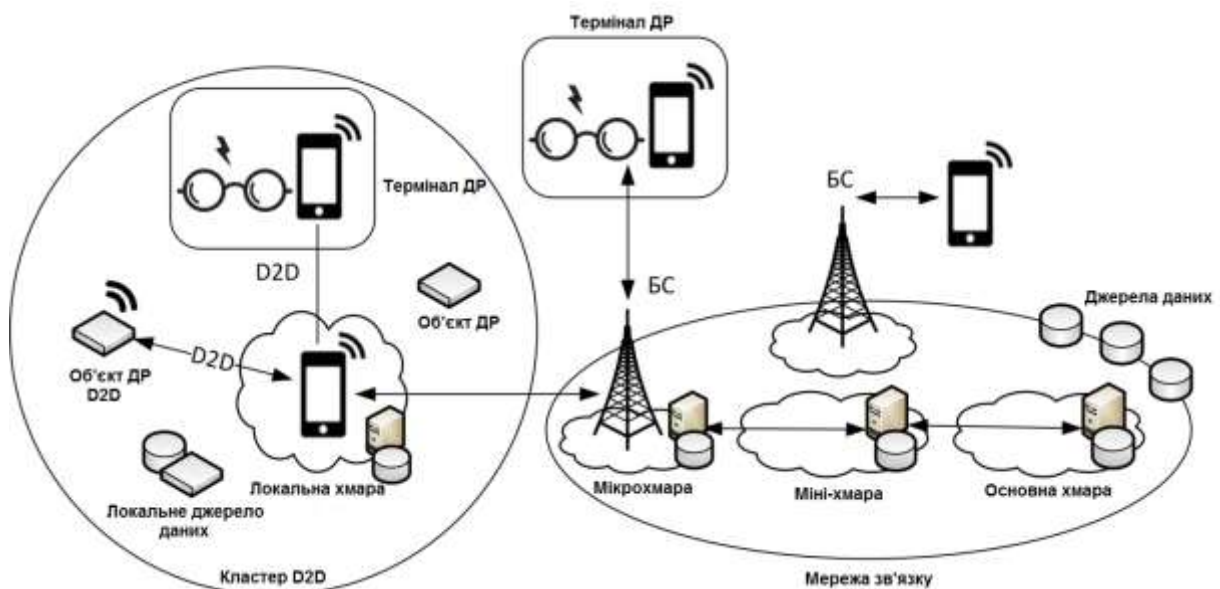 Термінал ДР
Термінал ДР
БС
D2D
БС
Джерела даних
Об'єкт ДР
D2D
Об'єкт ДР
D2D
Локальна хмара
Мікрохмара
Міні-хмара
Основна хмара
Локальне джерело
даних
Кластер D2D
Мережа зв'язку